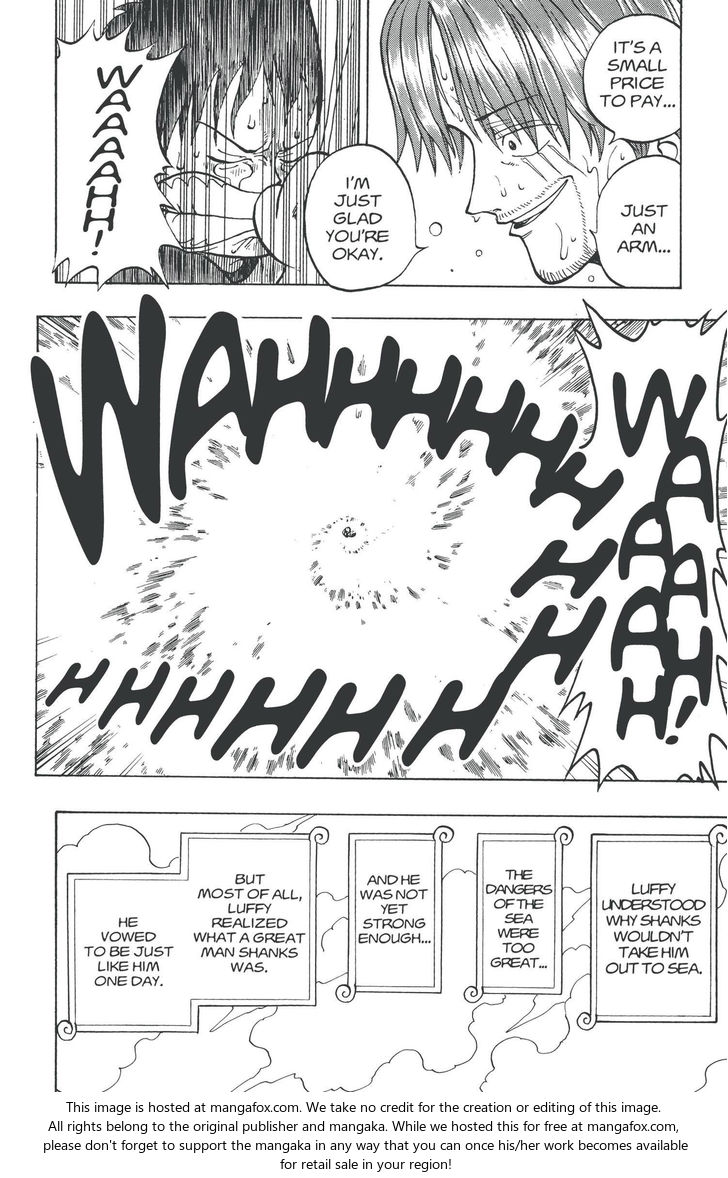 IT'S A
SMALL
PRICE
TO PAY...
JUST
AN
ARM...
I'M
JUST
GLAD
YOU'RE
OKAY.
WAAAAHH!
WAAAAHH!
WAHHHHHHHHHHHHHHH
LUFFY
UNDERSTOOD
WHY SHANKS
WOULDN'T
TAKE HIM
OUT TO SEA.
THE
DANGERS
OF THE
SEA
WERE
TOO
GREAT...
AND HE
WAS NOT
YET
STRONG
ENOUGH...
BUT
MOST OF ALL,
LUFFY
REALIZED
WHAT A GREAT
MAN SHANKS
WAS.
HE
VOWED
TO BE JUST
LIKE HIM
ONE DAY.
This image is hosted at mangafox.com. We take no credit for the creation or editing of this image.
All rights belong to the original publisher and mangaka. While we hosted this for free at mangafox.com,
please don't forget to support the mangaka in any way that you can once his/her work becomes available
for retail sale in your region!